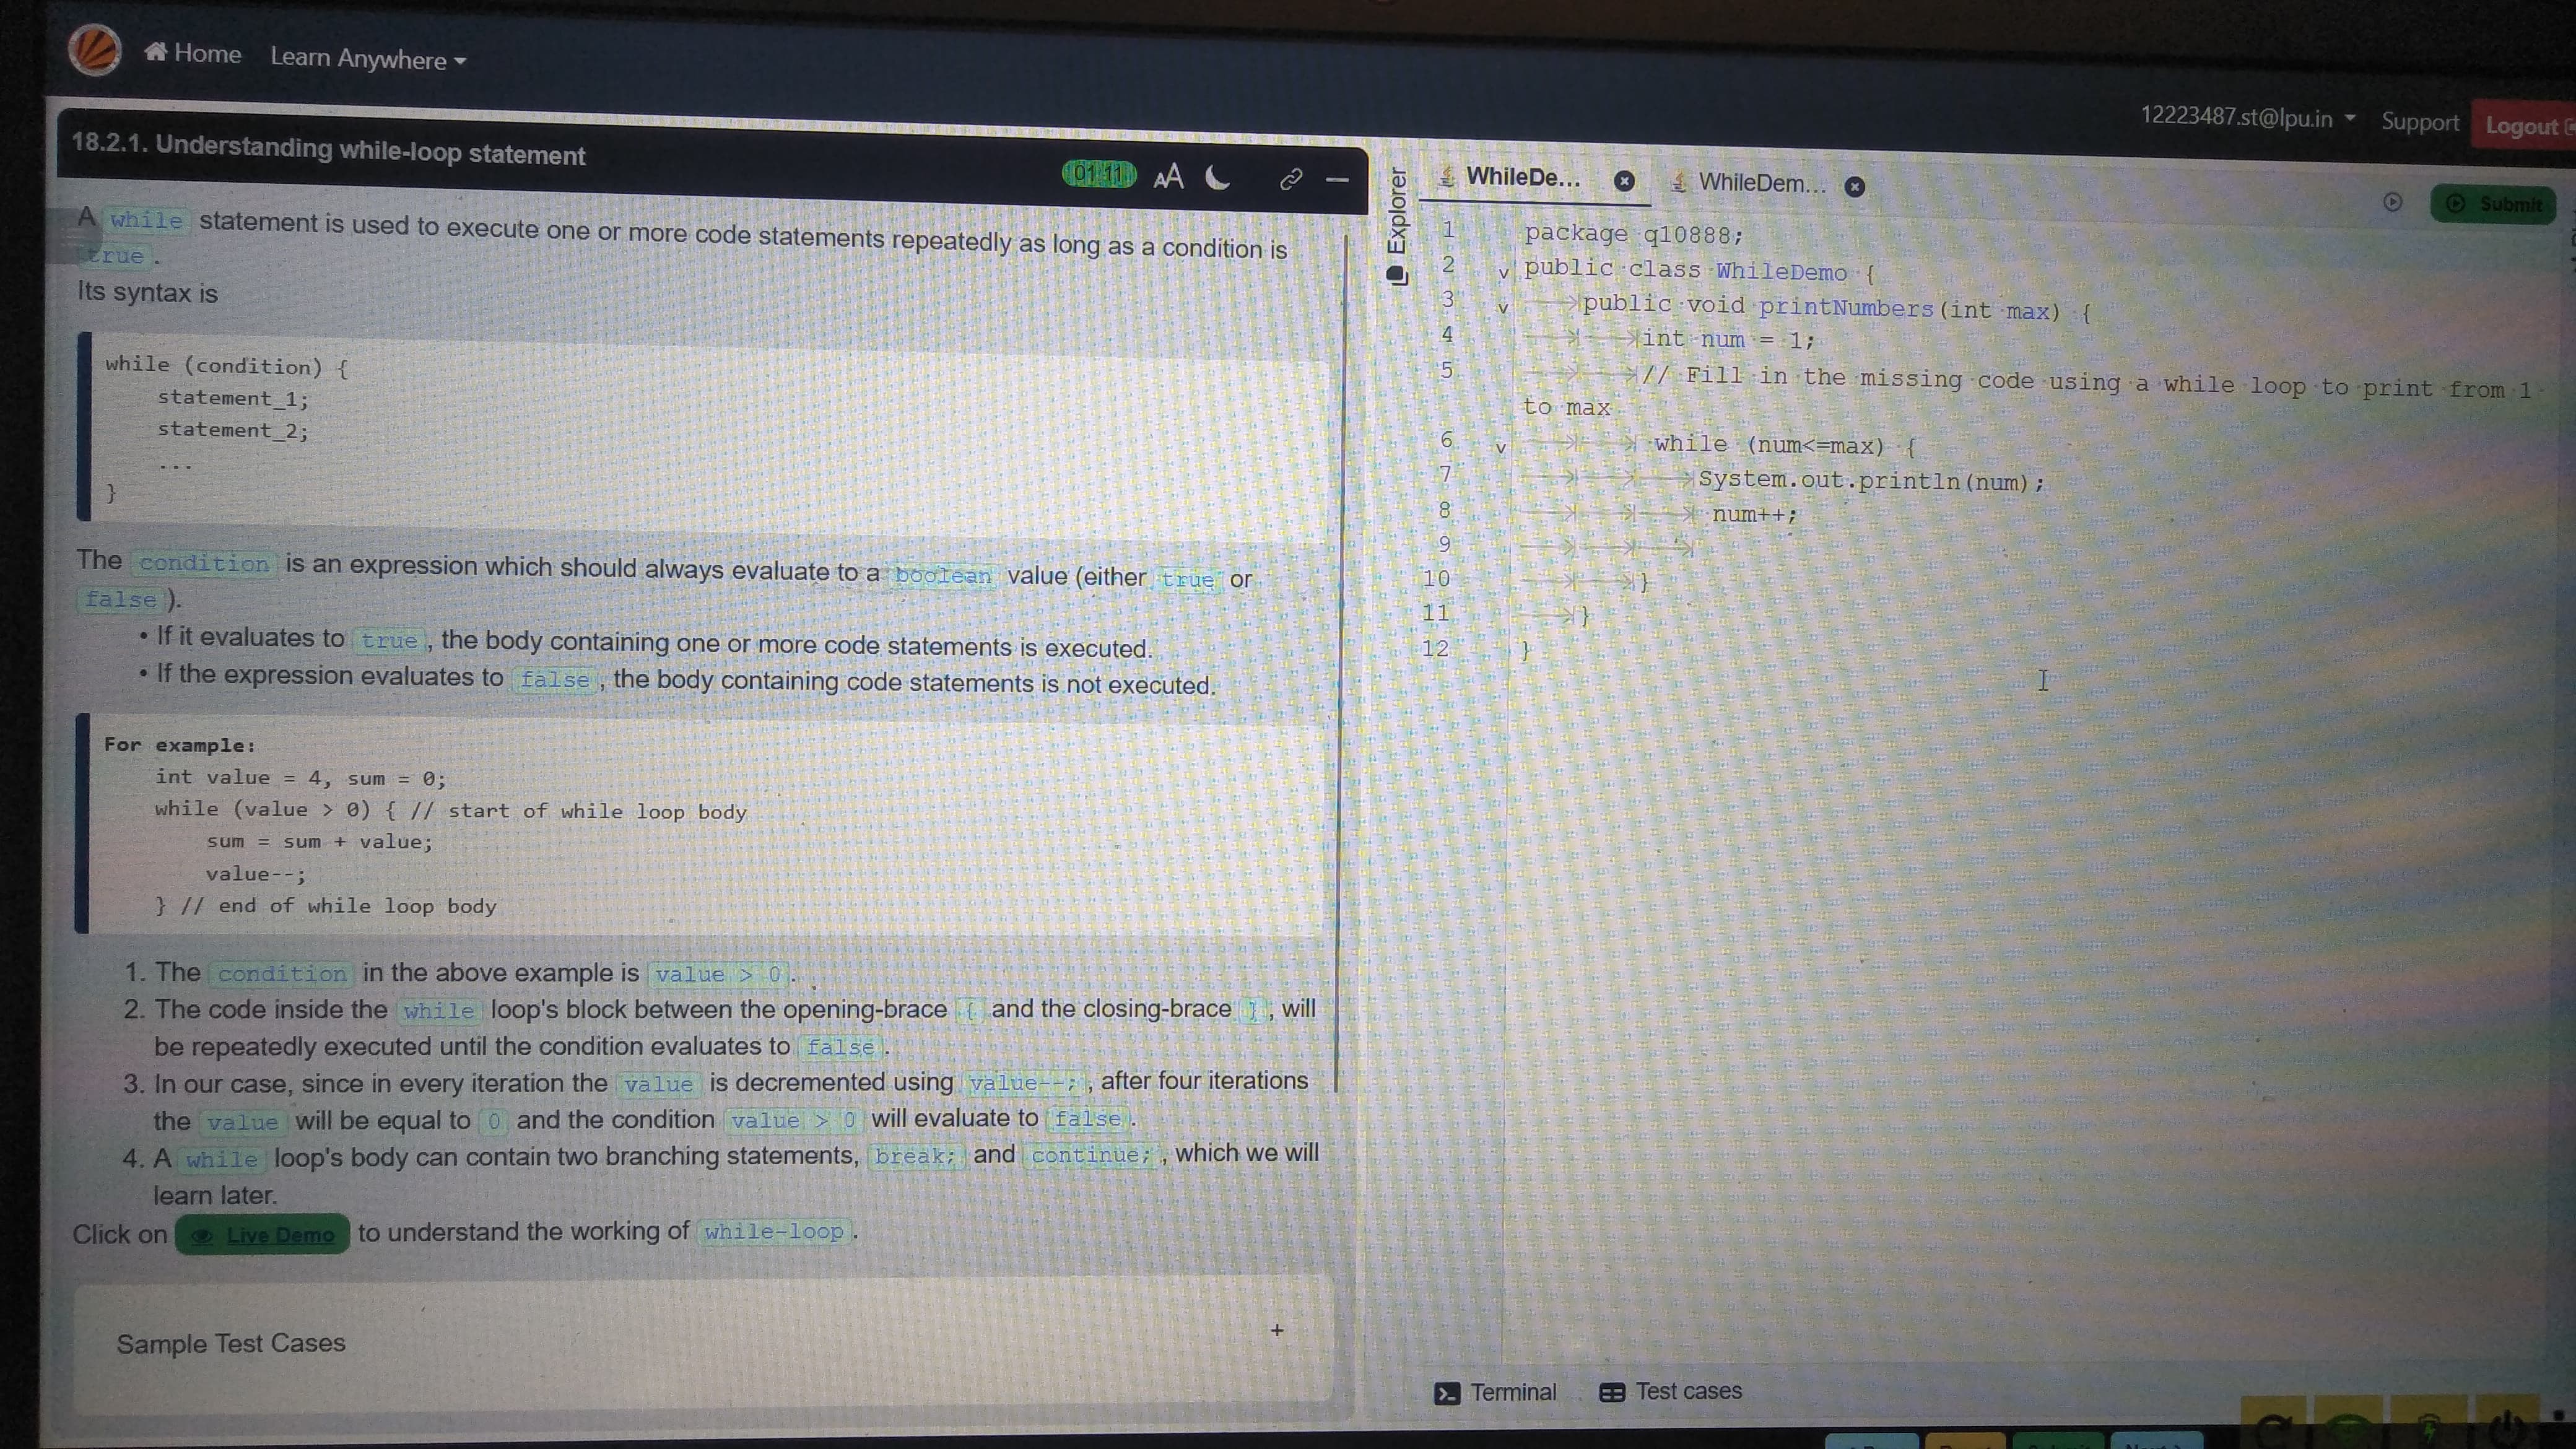 Home Learn Anywhere
12223487.st@lpu.in Support Logout
18.2.1. Understanding while-loop statement
01:11 AA
A while statement is used to execute one or more code statements repeatedly as long as a condition is
true.
Its syntax is
while (condition) {
statement_1;
statement_2;
...
}
The condition is an expression which should always evaluate to a boolean value (either true or
false).
• If it evaluates to true, the body containing one or more code statements is executed.
• If the expression evaluates to false, the body containing code statements is not executed.
For example:
int value = 4, sum = 0;
while (value > 0) { // start of while loop body
sum = sum + value;
value--;
} // end of while loop body
1. The condition in the above example is value > 0.
2. The code inside the while loop's block between the opening-brace { and the closing-brace }, will
be repeatedly executed until the condition evaluates to false.
3. In our case, since in every iteration the value is decremented using value--;, after four iterations
the value will be equal to 0 and the condition value > 0 will evaluate to false.
4. A while loop's body can contain two branching statements, break; and continue;, which we will
learn later.
Click on Live Demo to understand the working of while-loop.
Sample Test Cases +
Explorer
WhileDe... WhileDem...
Submit
1 package q10888;
2 public class WhileDemo {
3 public void printNumbers(int max) {
4 int num = 1;
5 // Fill in the missing code using a while loop to print from 1
to max
6 while (num<=max) {
7 System.out.println(num);
8 num++;
9
10 }
11 }
12 }
Terminal Test cases